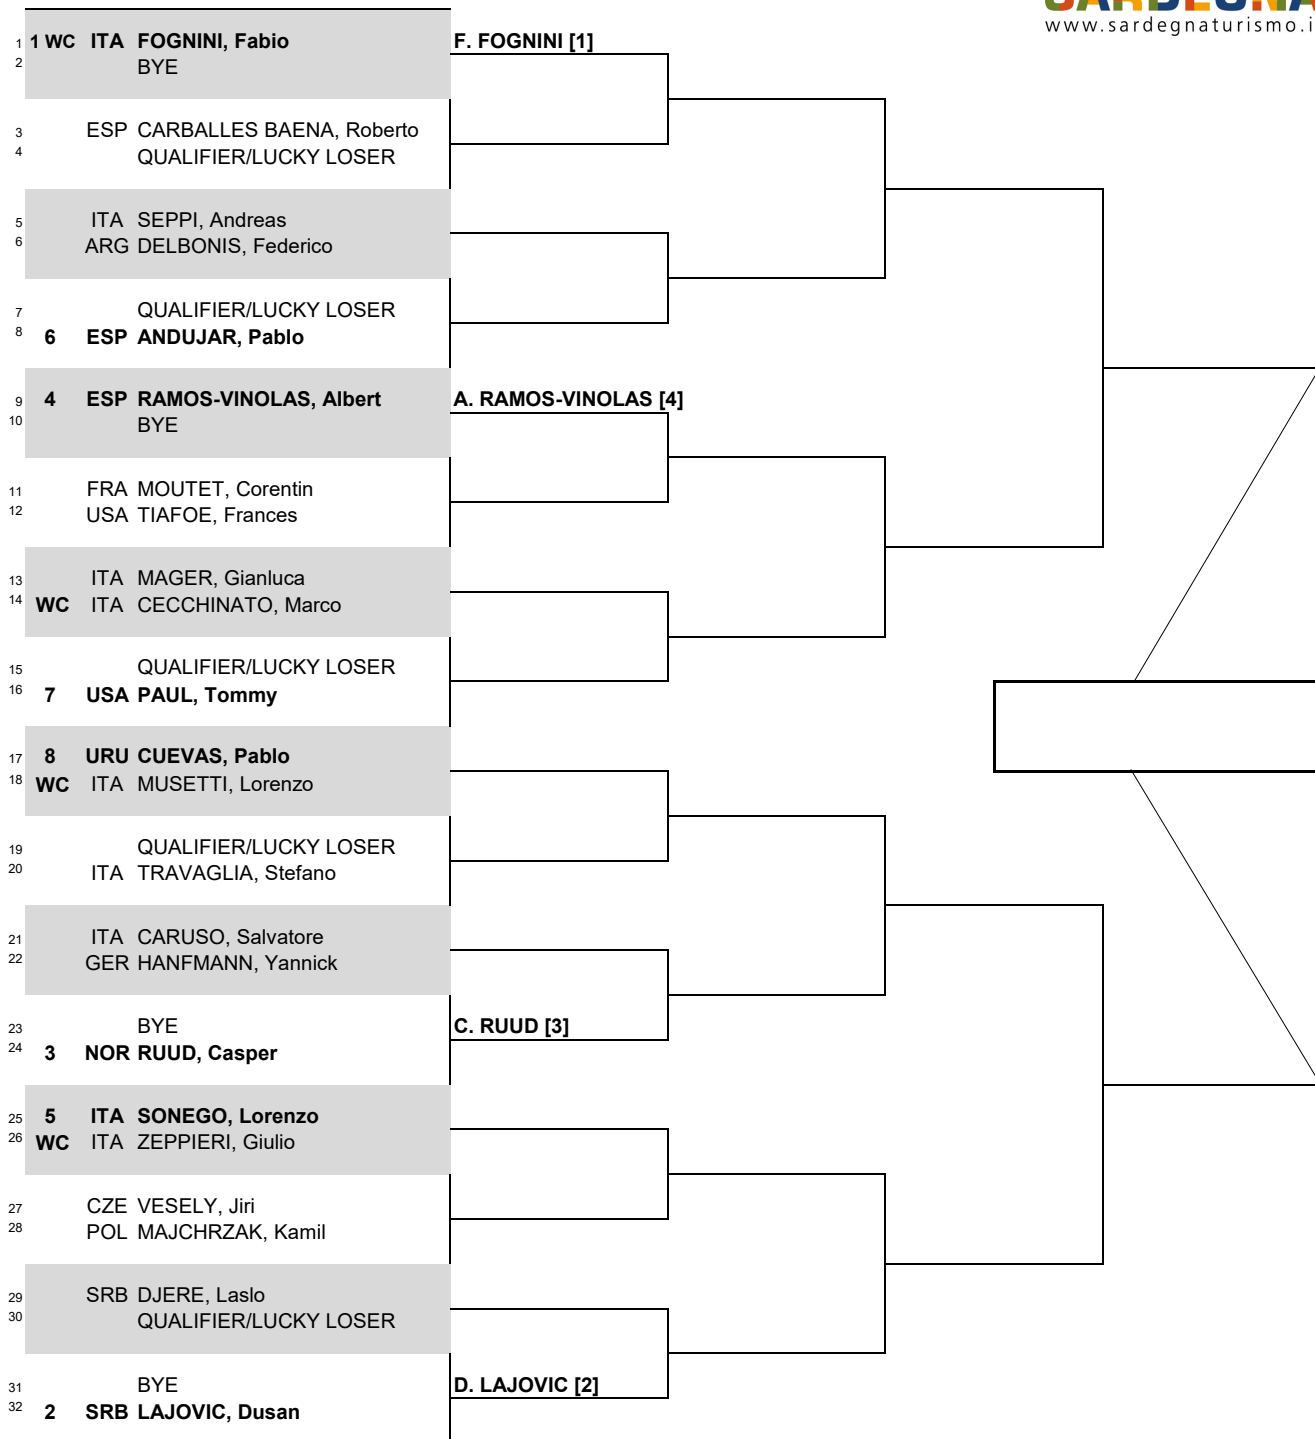 SARDEGNA
www.sardegnaturismo.i
1 1 WC ITA FOGNINI, Fabio F. FOGNINI [1]
2 BYE
3 ESP CARBALLES BAENA, Roberto
4 QUALIFIER/LUCKY LOSER
5 ITA SEPPI, Andreas
6 ARG DELBONIS, Federico
7 QUALIFIER/LUCKY LOSER
8 6 ESP ANDUJAR, Pablo
9 4 ESP RAMOS-VINOLAS, Albert A. RAMOS-VINOLAS [4]
10 BYE
11 FRA MOUTET, Corentin
12 USA TIAFOE, Frances
13 ITA MAGER, Gianluca
14 WC ITA CECCHINATO, Marco
15 QUALIFIER/LUCKY LOSER
16 7 USA PAUL, Tommy
17 8 URU CUEVAS, Pablo
18 WC ITA MUSETTI, Lorenzo
19 QUALIFIER/LUCKY LOSER
20 ITA TRAVAGLIA, Stefano
21 ITA CARUSO, Salvatore
22 GER HANFMANN, Yannick
23 BYE C. RUUD [3]
24 3 NOR RUUD, Casper
25 5 ITA SONEGO, Lorenzo
26 WC ITA ZEPPIERI, Giulio
27 CZE VESELY, Jiri
28 POL MAJCHRZAK, Kamil
29 SRB DJERE, Laslo
30 QUALIFIER/LUCKY LOSER
31 BYE D. LAJOVIC [2]
32 2 SRB LAJOVIC, Dusan